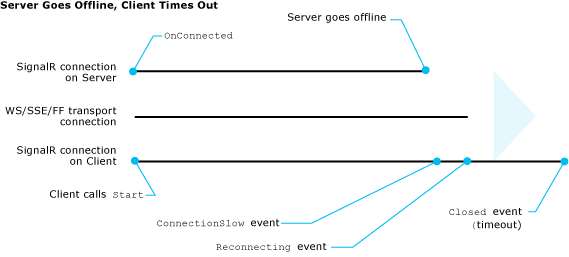 Server Goes Offline, Client Times Out
Server goes offline
OnConnected
SignalR connection
on Server
WS/SSE/FF transport
connection
SignalR connection
on Client
Client calls Start
ConnectionSlow event
Closed event
(timeout)
Reconnecting event